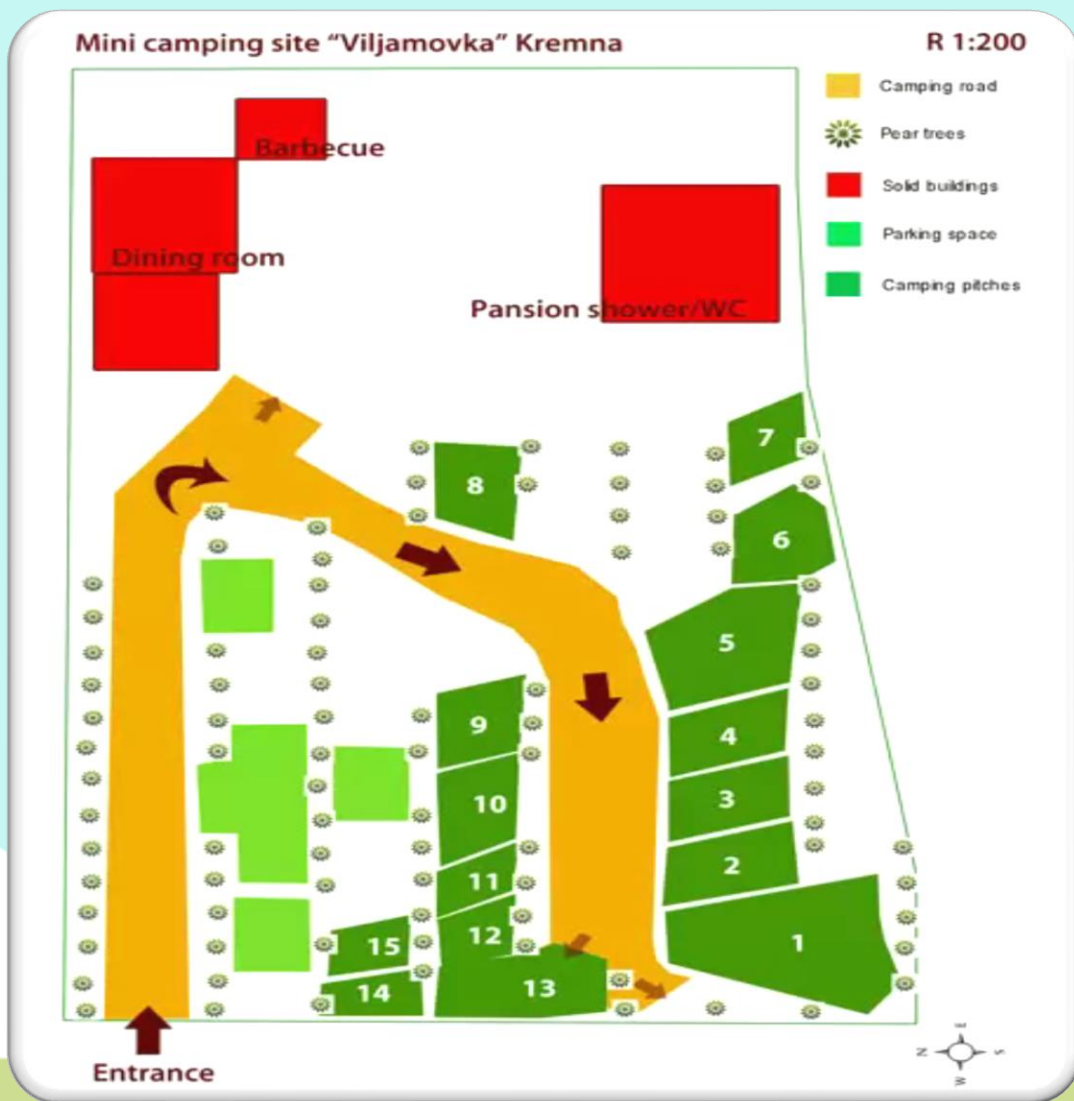 Mini camping site “Viljamovka” Kremna
R 1:200
Camping road
Pear trees
Solid buildings
Parking space
Camping pitches
Barbecue
Dining room
Pansion shower/WC
7
8
6
5
9
4
10
3
11
2
12
15
1
13
14
Entrance
E
N
S
W